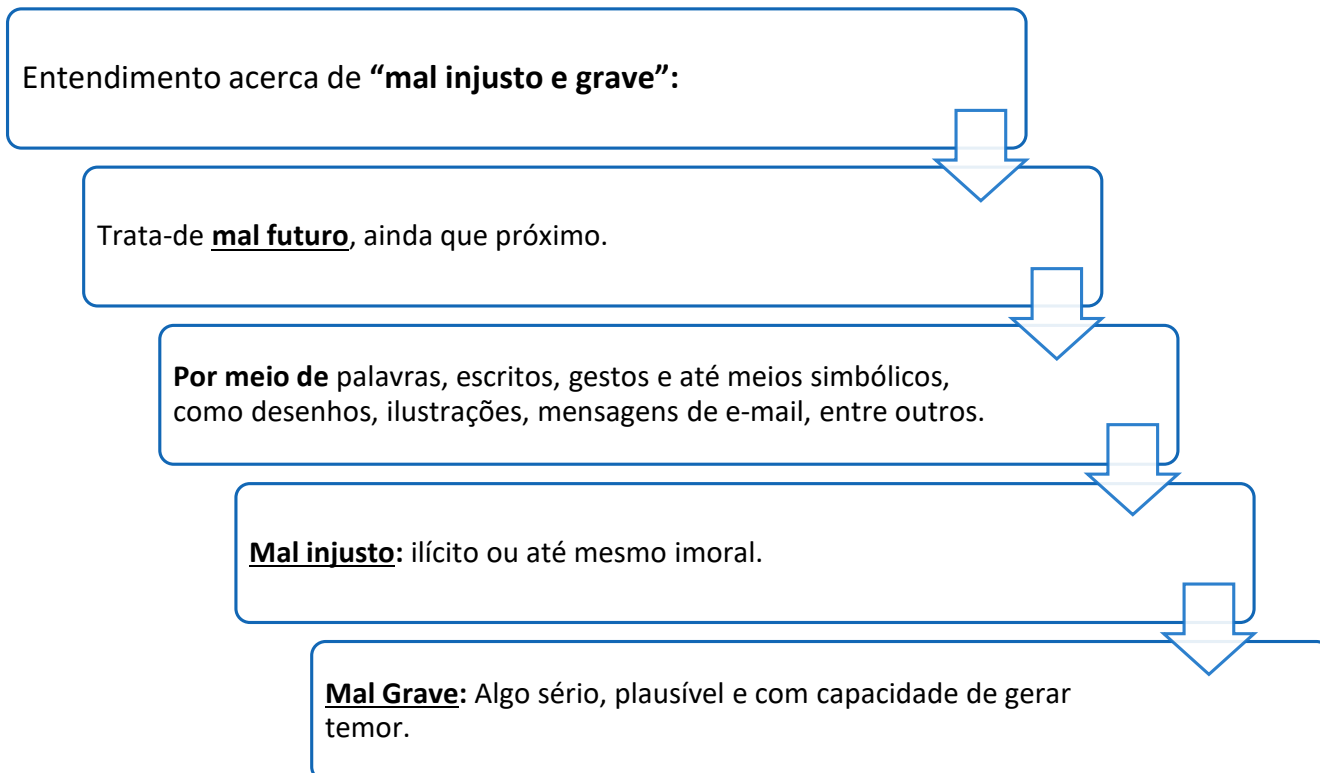 Entendimento acerca de “mal injusto e grave”:
Trata-de mal futuro, ainda que próximo.
Por meio de palavras, escritos, gestos e até meios simbólicos,
como desenhos, ilustrações, mensagens de e-mail, entre outros.
Mal injusto: ilícito ou até mesmo imoral.
Mal Grave: Algo sério, plausível e com capacidade de gerar
temor.